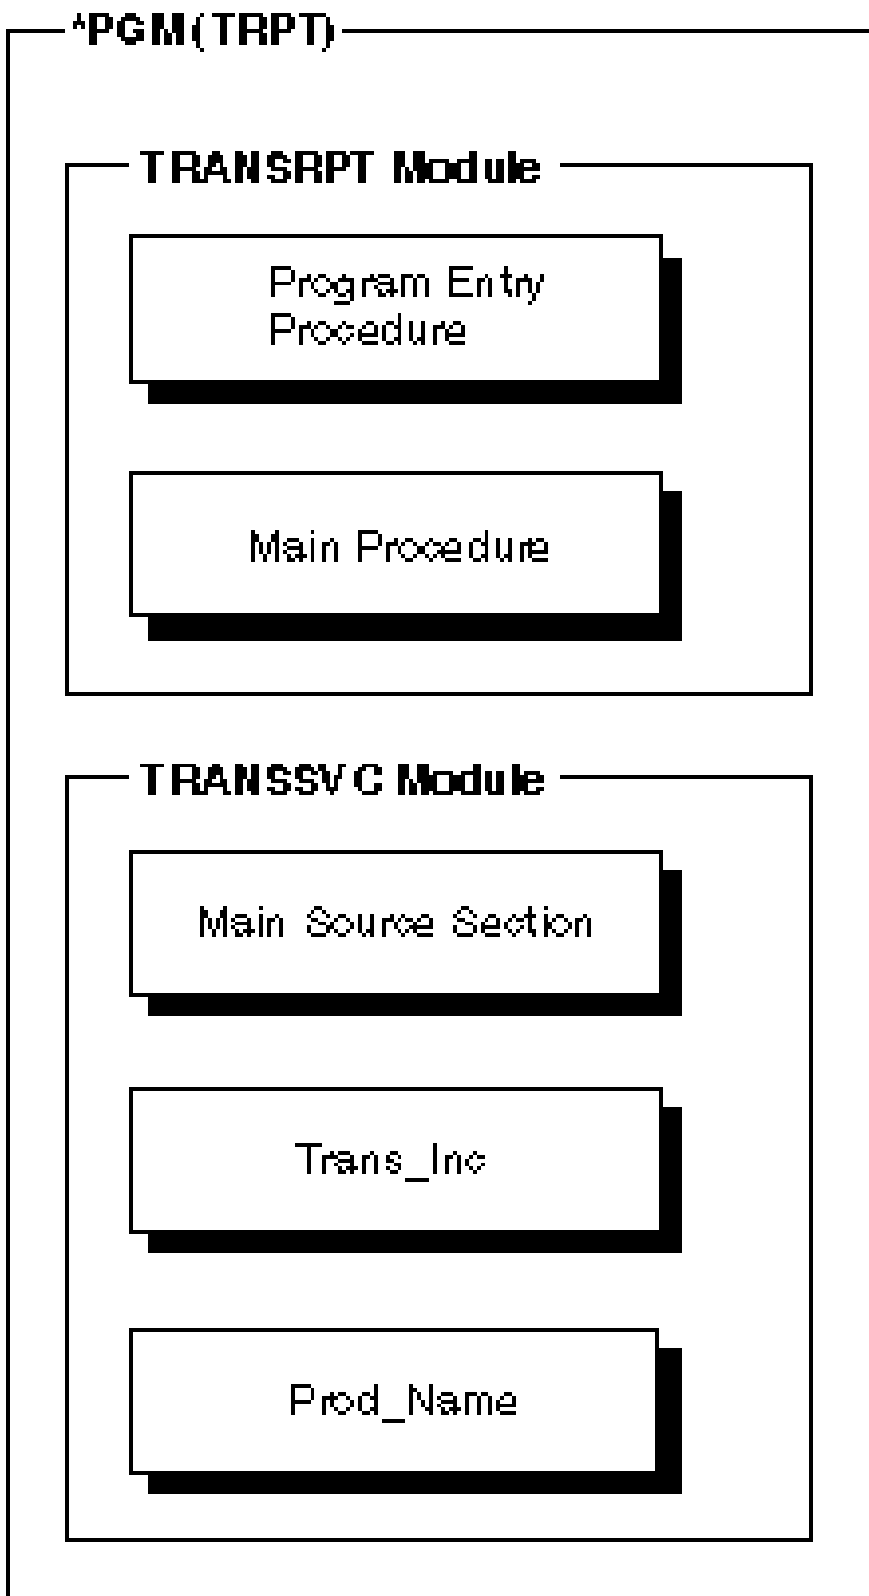 *PGM(TRPT)
TRANSRPT Module
Program Entry
Procedure
Main Procedure
TRANSSVC Module
Main Source Section
Trans_Inc
Prod_Name